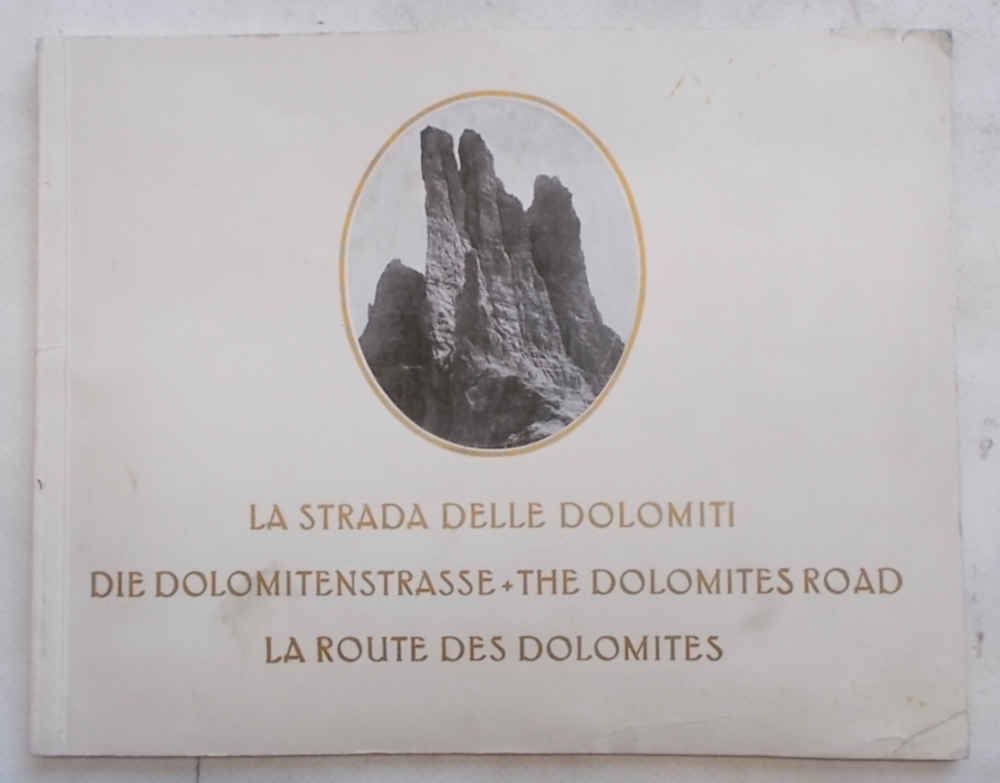 LA STRADA DELLE DOLOMITI
DIE DOLOMITENSTRASSE + THE DOLOMITES ROAD
LA ROUTE DES DOLOMITES